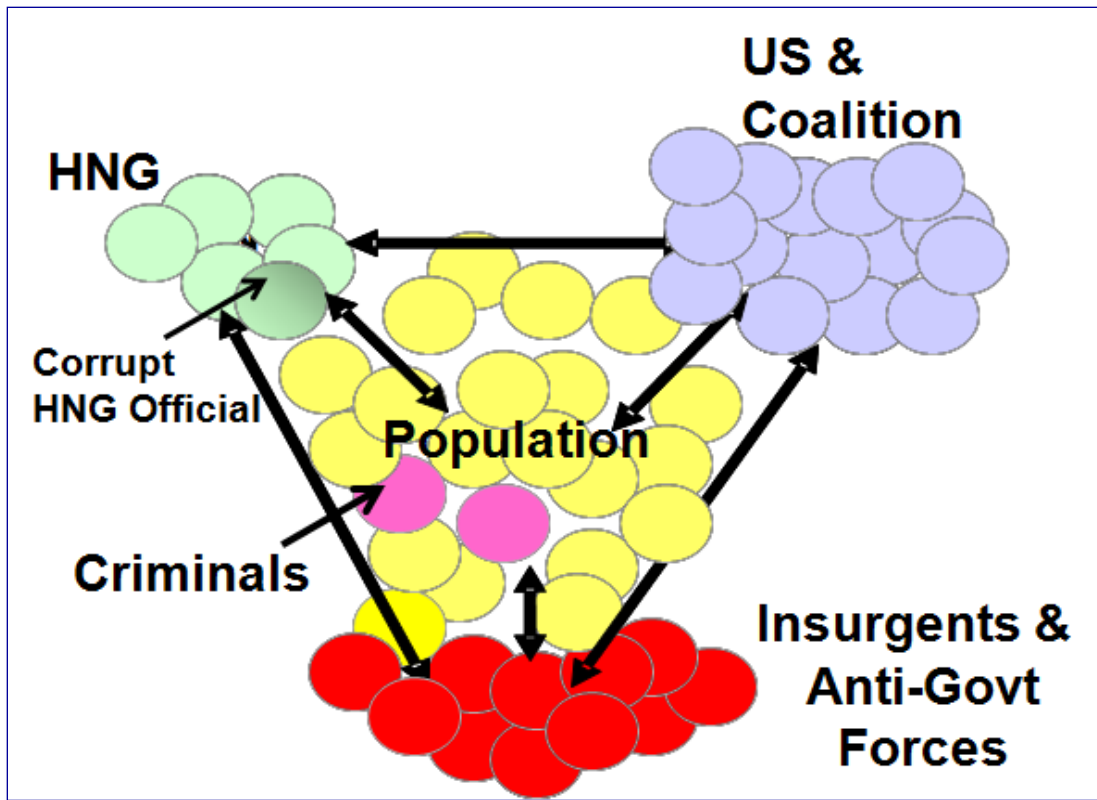 US &
Coalition
HNG
Corrupt
HNG Official
Population
Criminals
Insurgents &
Anti-Govt
Forces